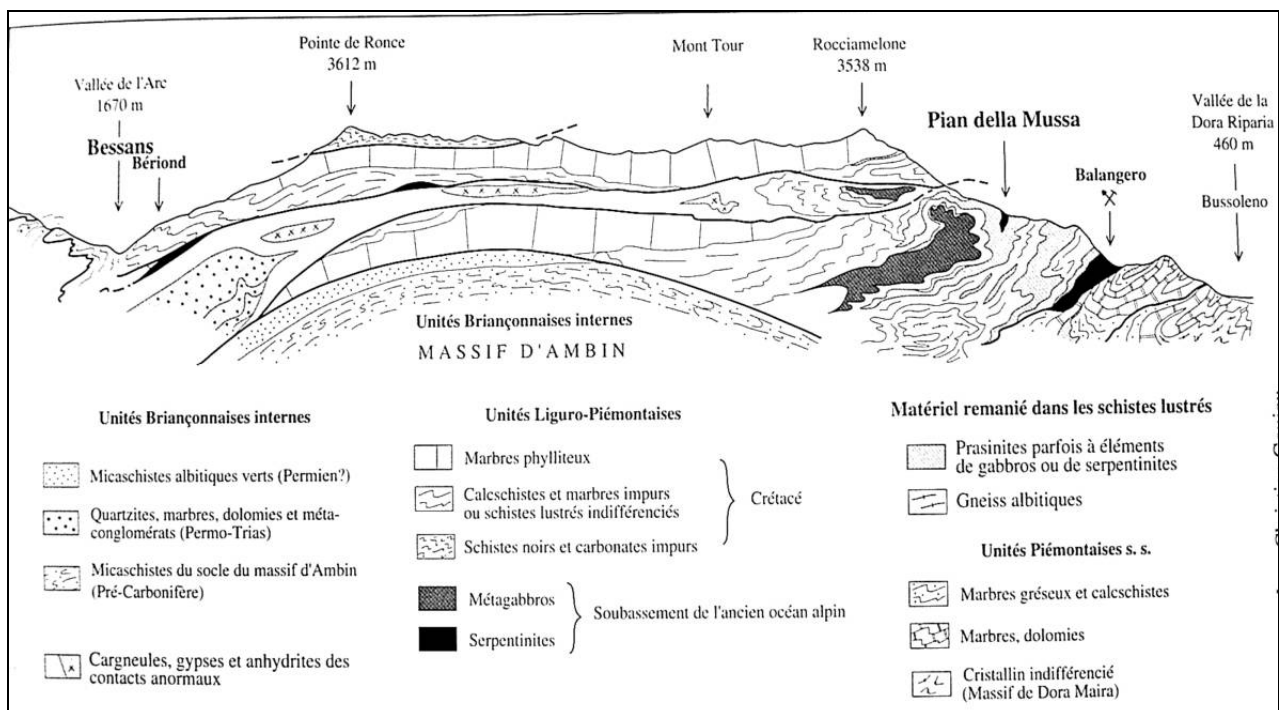 Pointe de Ronce
3612 m
Mont Tour
Rocciamelone
3538 m
Vallée de l'Arc
1670 m
Bessans
Bériond
Pian della Mussa
Vallée de la
Dora Riparia
460 m
Balangero
Bussoleno
Unités Briançonnaises internes
MASSIF D'AMBIN
Unités Briançonnaises internes
Micaschistes albitiques verts (Permien?)
Quartzites, marbres, dolomies et méta-
conglomérats (Permo-Trias)
Micaschistes du socle du massif d'Ambin
(Pré-Carbonifère)
Cargneules, gypses et anhydrites des
contacts anormaux
Unités Liguro-Piémontaises
Marbres phylliteux
Calcschistes et marbres impurs
ou schistes lustrés indifférenciés
Schistes noirs et carbonates impurs
Crétacé
Métagabbros
Serpentinites
Soubassement de l'ancien océan alpin
Matériel remanié dans les schistes lustrés
Prasinites parfois à éléments
de gabbros ou de serpentinites
Gneiss albitiques
Unités Piémontaises s. s.
Marbres gréseux et calcschistes
Marbres, dolomies
Cristallin indifférencié
(Massif de Dora Maira)